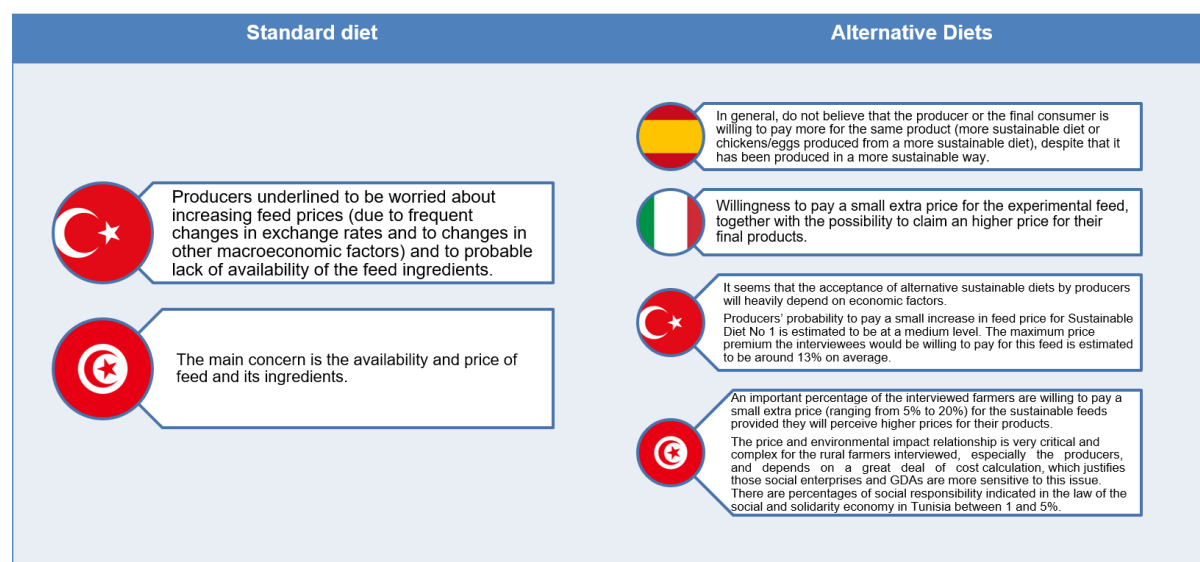 Standard diet
Alternative Diets
Producers underlined to be worried about
increasing feed prices (due to frequent
changes in exchange rates and to changes in
other macroeconomic factors) and to probable
lack of availability of the feed ingredients.
The main concern is the availability and price of
feed and its ingredients.
In general, do not believe that the producer or the final consumer is
willing to pay more for the same product (more sustainable diet or
chickens/eggs produced from a more sustainable diet), despite that it
has been produced in a more sustainable way.
Willingness to pay a small extra price for the experimental feed,
together with the possibility to claim an higher price for their
final products.
It seems that the acceptance of alternative sustainable diets by producers
will heavily depend on economic factors.
Producers' probability to pay a small increase in feed price for Sustainable
Diet No 1 is estimated to be at a medium level. The maximum price
premium the interviewees would be willing to pay for this feed is estimated
to be around 13% on average.
An important percentage of the interviewed farmers are willing to pay a
small extra price (ranging from 5% to 20%) for the sustainable feeds
provided they will perceive higher prices for their products.
The price and environmental impact relationship is very critical and
complex for the rural farmers interviewed, especially the producers,
and depends on a great deal of cost calculation, which justifies
those social enterprises and GDAs are more sensitive to this issue.
There are percentages of social responsibility indicated in the law of the
social and solidarity economy in Tunisia between 1 and 5%.